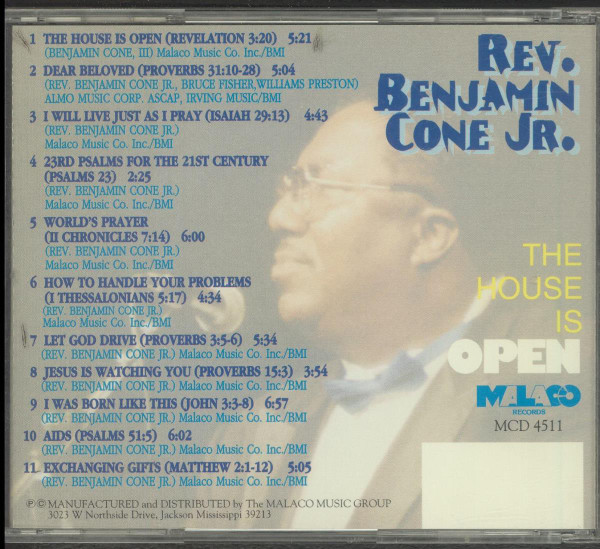 1 THE HOUSE IS OPEN (REVELATION 3:20) 5:21
(BENJAMIN CONE, III) Malaco Music Co. Inc./BMI
2 DEAR BELOVED (PROVERBS 31:10-28) 5:04
(REV. BENJAMIN CONE JR., BRUCE FISHER,WILLIAMS PRESTON)
ALMO MUSIC CORP. ASCAP, IRVING MUSIC/BMI
3 I WILL LIVE JUST AS I PRAY (ISAIAH 29:13) 4:43
(REV. BENJAMIN CONE JR.)
Malaco Music Co. Inc./BMI
4 23RD PSALMS FOR THE 21ST CENTURY
(PSALMS 23) 2:25
(REV. BENJAMIN CONE JR.)
Malaco Music Co. Inc./BMI
5 WORLD'S PRAYER
(II CHRONICLES 7:14) 6:00
(REV. BENJAMIN CONE JR.)
Malaco Music Co. Inc./BMI
6 HOW TO HANDLE YOUR PROBLEMS
(I THESSALONIANS 5:17) 4:34
(REV. BENJAMIN CONE JR.)
Malaco Music Co. Inc./BMI
7 LET GOD DRIVE (PROVERBS 3:5-6) 5:34
(REV. BENJAMIN CONE JR.) Malaco Music Co. Inc./BMI
8 JESUS IS WATCHING YOU (PROVERBS 15:3) 3:54
(REV. BENJAMIN CONE JR.) Malaco Music Co. Inc./BMI
9 I WAS BORN LIKE THIS (JOHN 3:3-8) 6:57
(REV. BENJAMIN CONE JR.) Malaco Music Co. Inc./BMI
10 AIDS (PSALMS 51:5) 6:02
(REV. BENJAMIN CONE JR.) Malaco Music Co. Inc./BMI
11 EXCHANGING GIFTS (MATTHEW 2:1-12) 5:05
(REV. BENJAMIN CONE JR.) Malaco Music Co. Inc./BMI
℗ © MANUFACTURED and DISTRIBUTED by The MALACO MUSIC GROUP
3023 W Northside Drive, Jackson Mississippi 39213
REV.
BENJAMIN
CONE JR.
THE
HOUSE
IS
OPEN
MALACO
RECORDS
MCD 4511